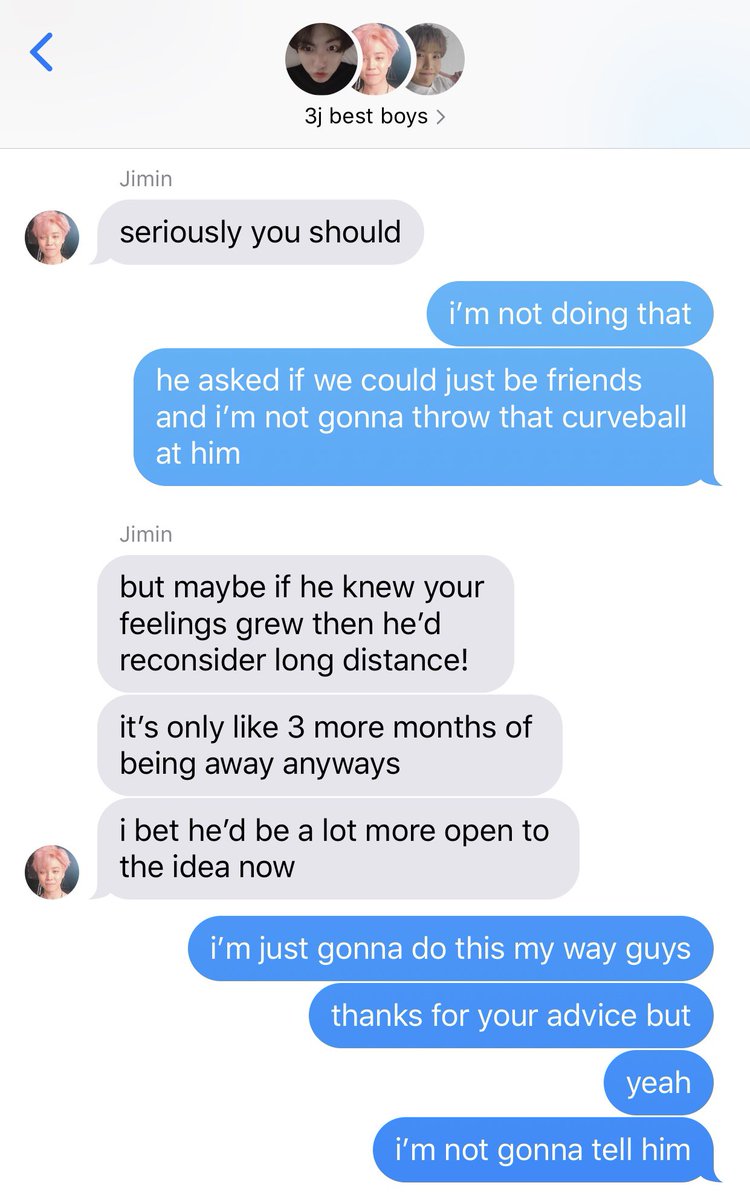 3j best boys
Jimin
seriously you should
i’m not doing that
he asked if we could just be friends
and i’m not gonna throw that curveball
at him
Jimin
but maybe if he knew your
feelings grew then he’d
reconsider long distance!
it’s only like 3 more months of
being away anyways
i bet he’d be a lot more open to
the idea now
i’m just gonna do this my way guys
thanks for your advice but
yeah
i’m not gonna tell him